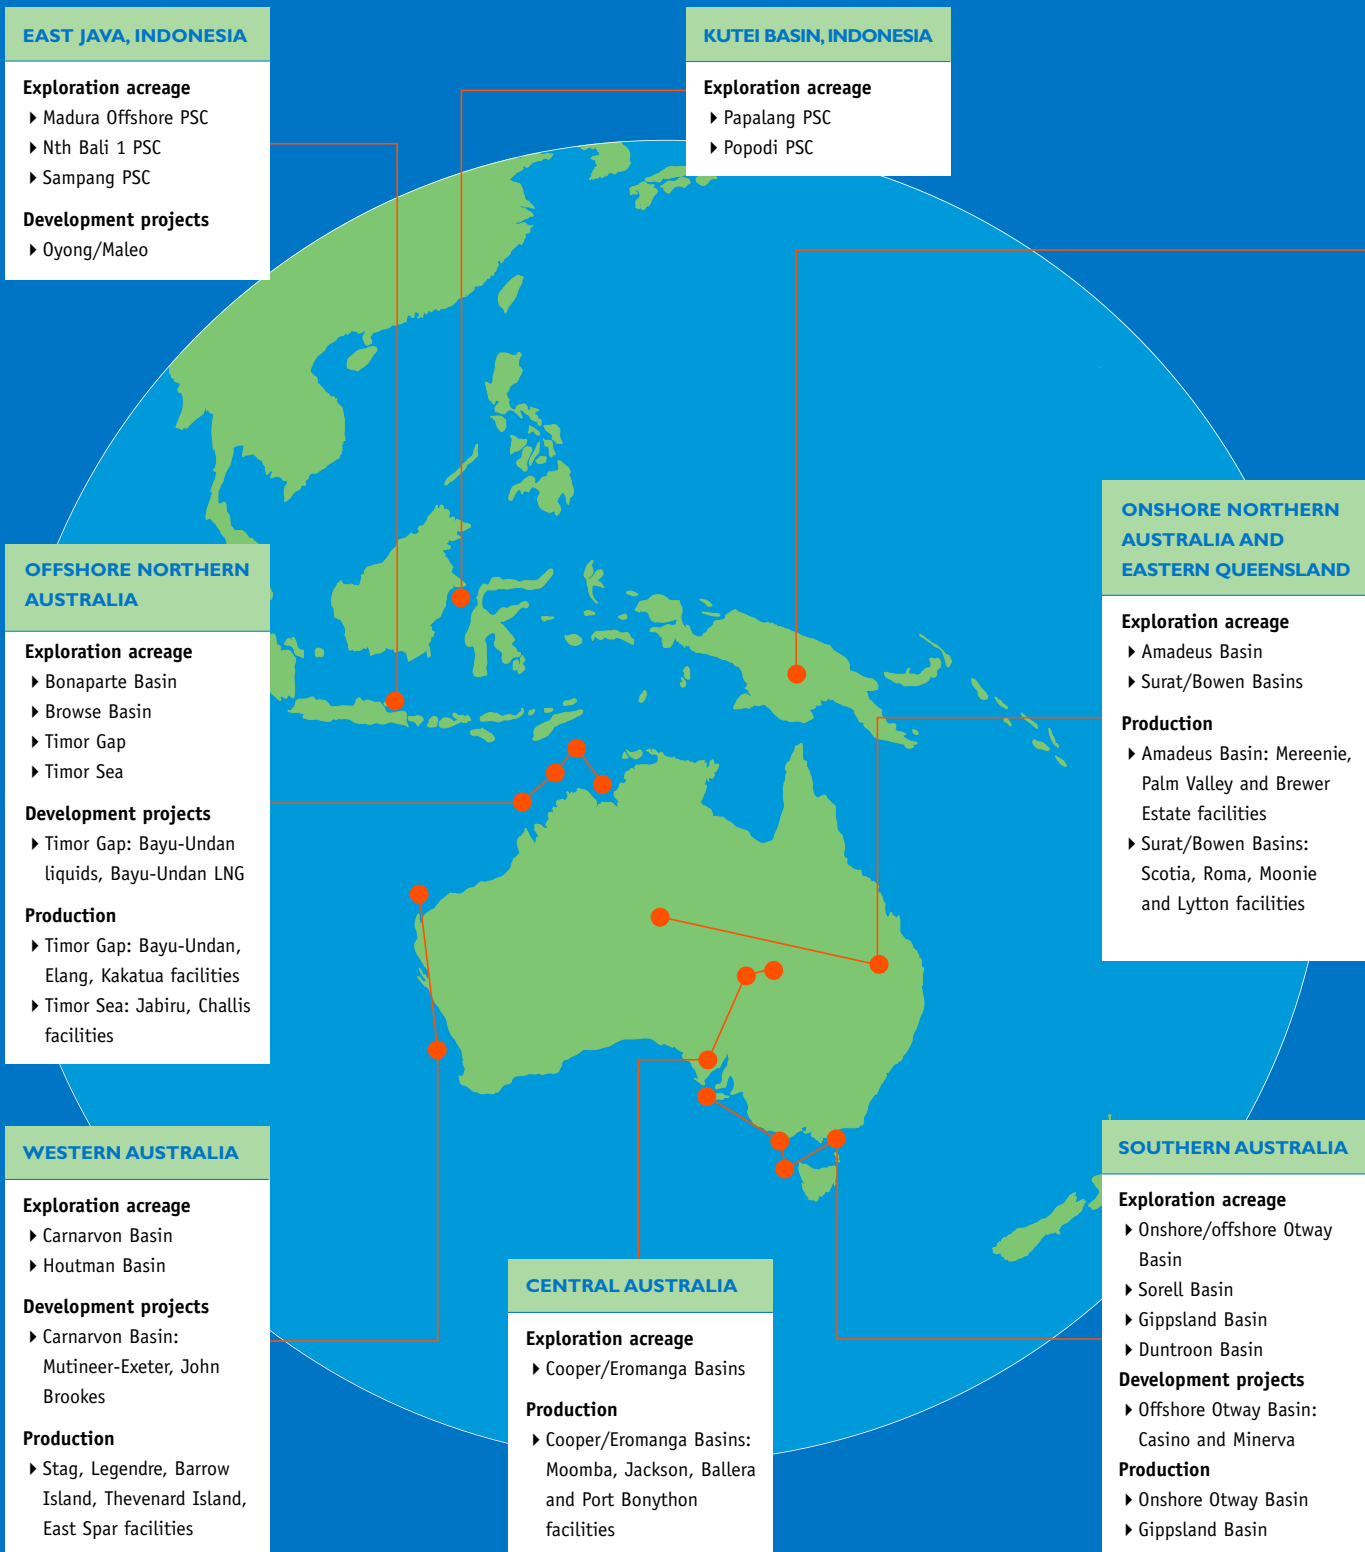 EAST JAVA, INDONESIA
Exploration acreage
Madura Offshore PSC
Nth Bali 1 PSC
Sampang PSC
Development projects
Oyong/Maleo
KUTEI BASIN, INDONESIA
Exploration acreage
Papalang PSC
Popodi PSC
OFFSHORE NORTHERN
AUSTRALIA
Exploration acreage
Bonaparte Basin
Browse Basin
Timor Gap
Timor Sea
Development projects
Timor Gap: Bayu-Undan
liquids, Bayu-Undan LNG
Production
Timor Gap: Bayu-Undan,
Elang, Kakatua facilities
Timor Sea: Jabiru, Challis
facilities
ONSHORE NORTHERN
AUSTRALIA AND
EASTERN QUEENSLAND
Exploration acreage
Amadeus Basin
Surat/Bowen Basins
Production
Amadeus Basin: Mereenie,
Palm Valley and Brewer
Estate facilities
Surat/Bowen Basins:
Scotia, Roma, Moonie
and Lytton facilities
WESTERN AUSTRALIA
Exploration acreage
Carnarvon Basin
Houtman Basin
Development projects
Carnarvon Basin:
Mutineer-Exeter, John
Brookes
Production
Stag, Legendre, Barrow
Island, Thevenard Island,
East Spar facilities
CENTRAL AUSTRALIA
Exploration acreage
Cooper/Eromanga Basins
Production
Cooper/Eromanga Basins:
Moomba, Jackson, Ballera
and Port Bonython
facilities
SOUTHERN AUSTRALIA
Exploration acreage
Onshore/offshore Otway
Basin
Sorell Basin
Gippsland Basin
Duntroon Basin
Development projects
Offshore Otway Basin:
Casino and Minerva
Production
Onshore Otway Basin
Gippsland Basin